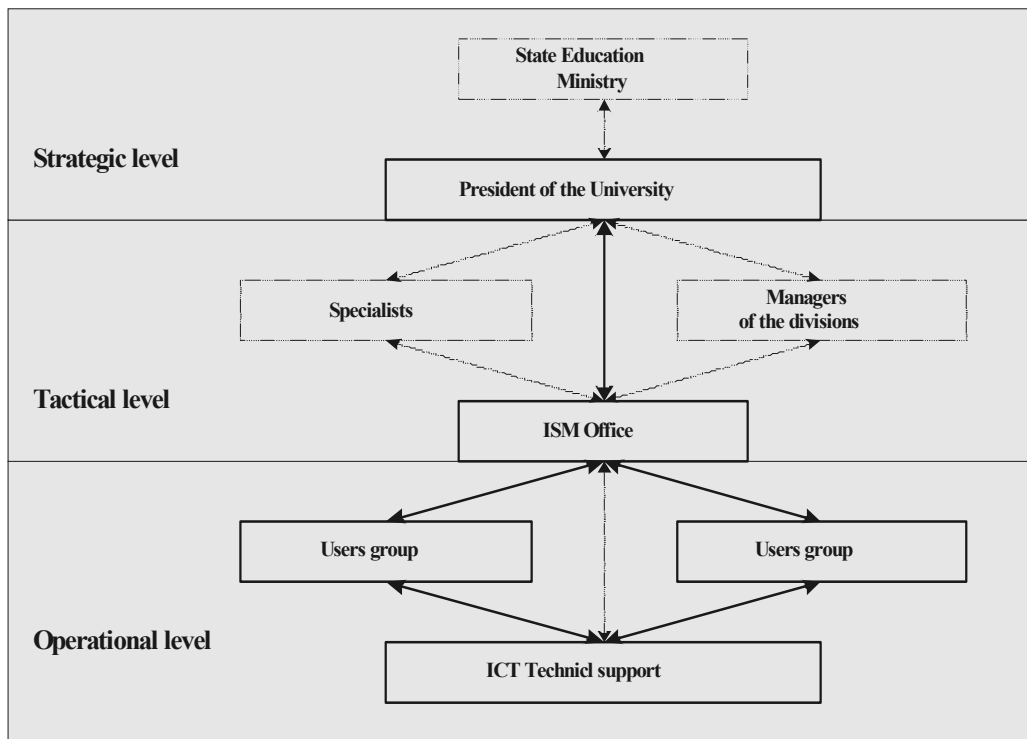 State Education
Ministry
Strategic level
President of the University
Specialists
Managers
of the divisions
Tactical level
ISM Office
Users group
Users group
Operational level
ICT Technicl support